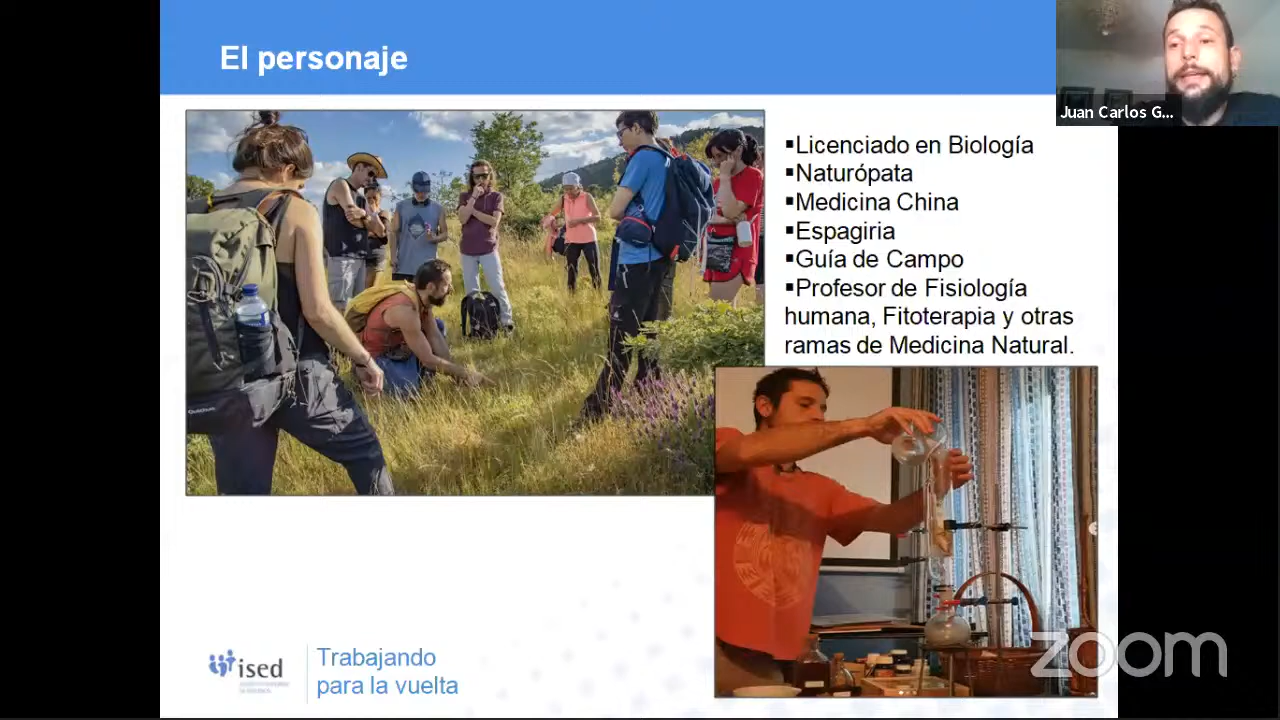 El personaje
Juan Carlos G...
▪Licenciado en Biología
▪Naturópata
▪Medicina China
▪Espagiria
▪Guía de Campo
▪Profesor de Fisiología
humana, Fitoterapia y otras
ramas de Medicina Natural.
ised
Trabajando
para la vuelta
zoom